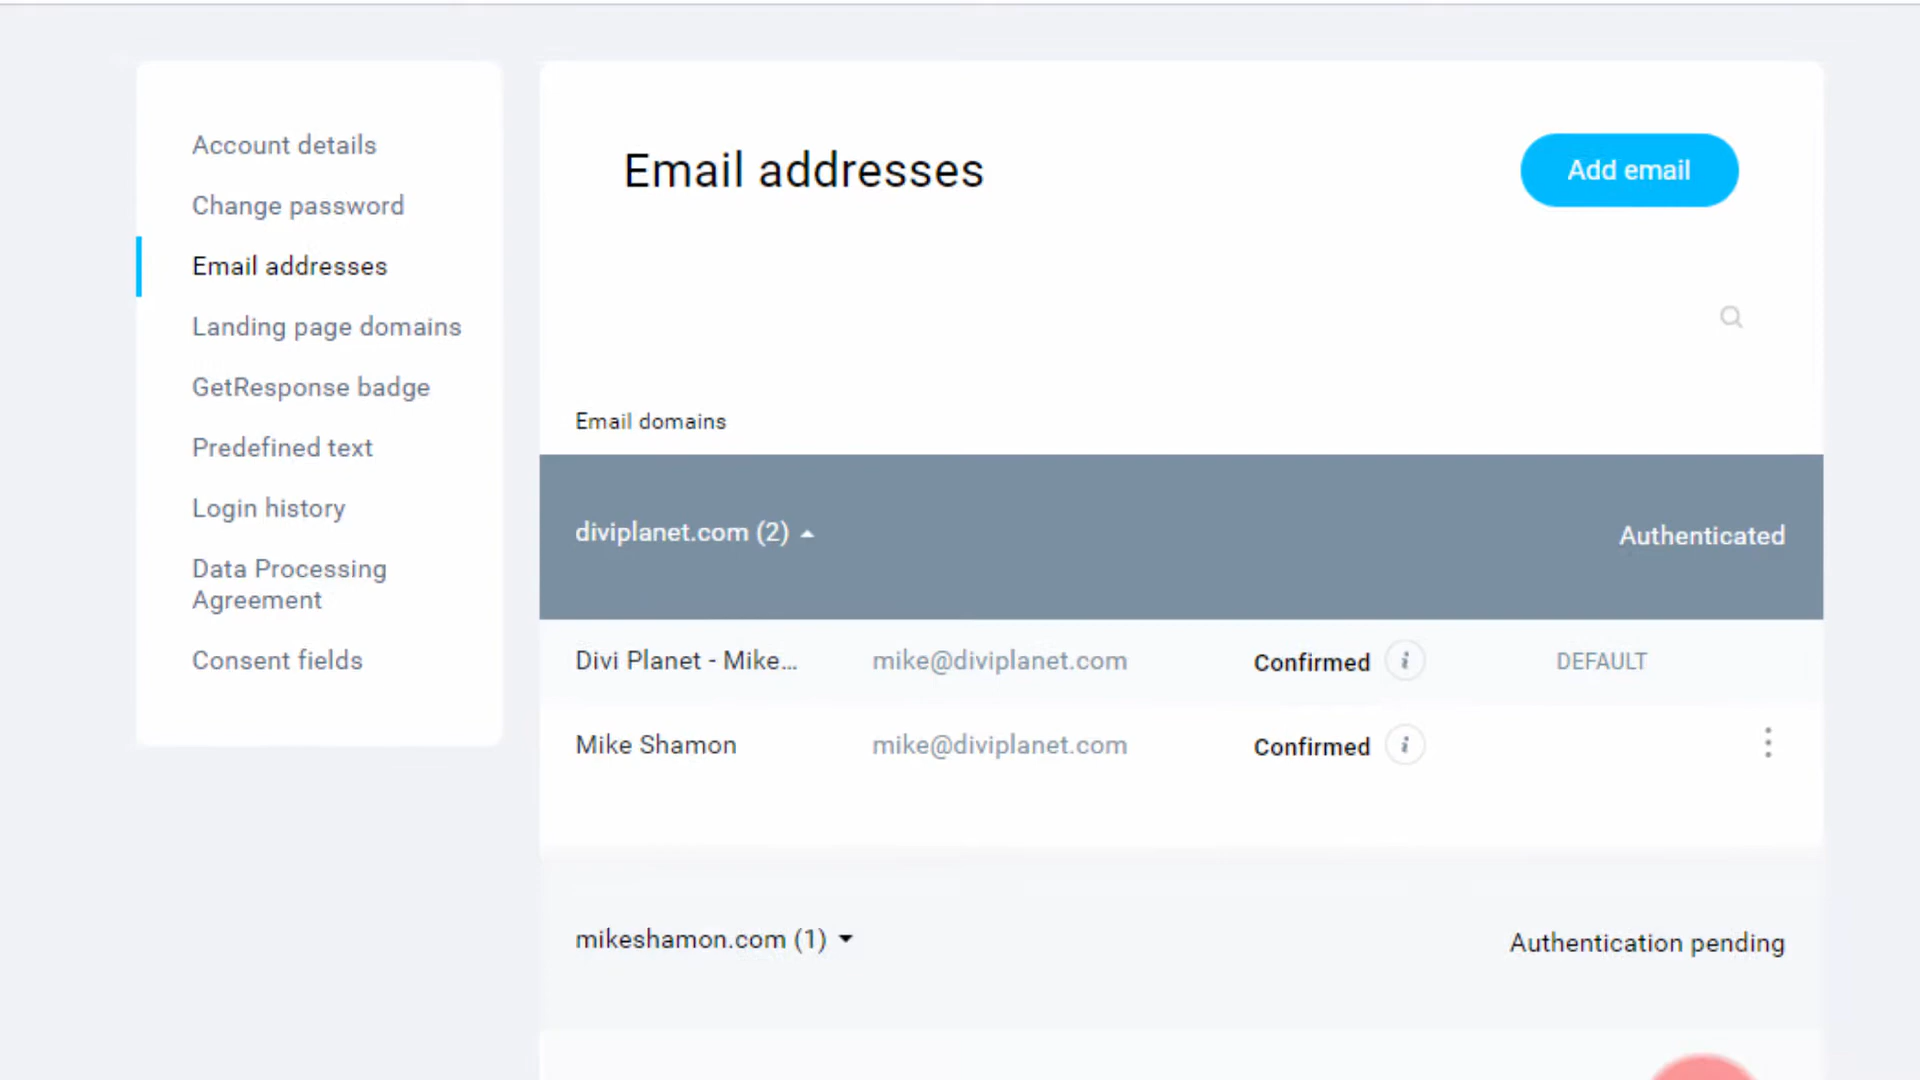 Account details
Change password
Email addresses
Landing page domains
GetResponse badge
Predefined text
Login history
Data Processing
Agreement
Consent fields
Email addresses
Add email
Email domains
diviplanet.com (2)
Authenticated
Divi Planet - Mike... mike@diviplanet.com Confirmed i DEFAULT
Mike Shamon mike@diviplanet.com Confirmed i
mikeshamon.com (1)
Authentication pending